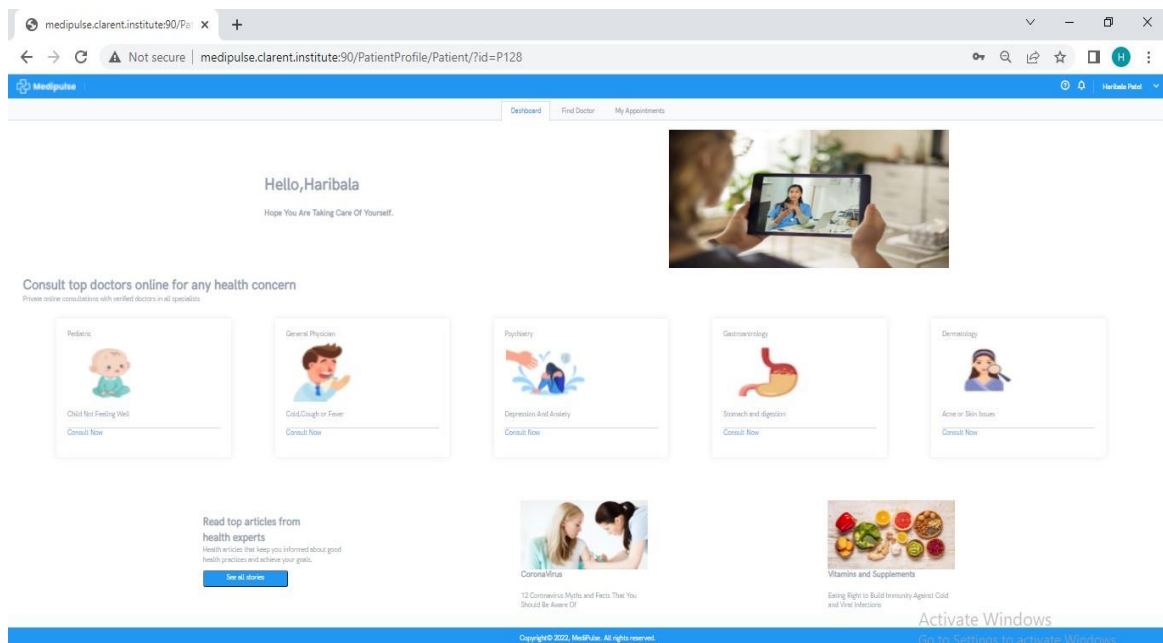 medipulse.clarent.institute:90/Pat
Not secure | medipulse.clarent.institute:90/PatientProfile/Patient/?id=P128
H
Medipulse
Haribala Patel
Dashboard Find Doctor My Appointments
Hello,Haribala
Hope You Are Taking Care Of Yourself.
Consult top doctors online for any health concern
Private online consultations with verified doctors in all specialists
Pediatric
Child Not Feeling Well
Consult Now
General Physician
Cold,Cough or Fever
Consult Now
Psychiatry
Depression And Anxiety
Consult Now
Gastroentrology
Stomach and digestion
Consult Now
Dermatology
Acne or Skin Issues
Consult Now
Read top articles from
health experts
Health articles that keep you informed about good
health practices and achieve your goals.
See all stories
CoronaVirus
12 Coronavirus Myths and Facts That You
Should Be Aware Of
Vitamins and Supplements
Eating Right to Build Immunity Against Cold
and Viral Infections
Activate Windows
Go to Settings to activate Windows.
Copyright© 2022, MediPulse. All rights reserved.